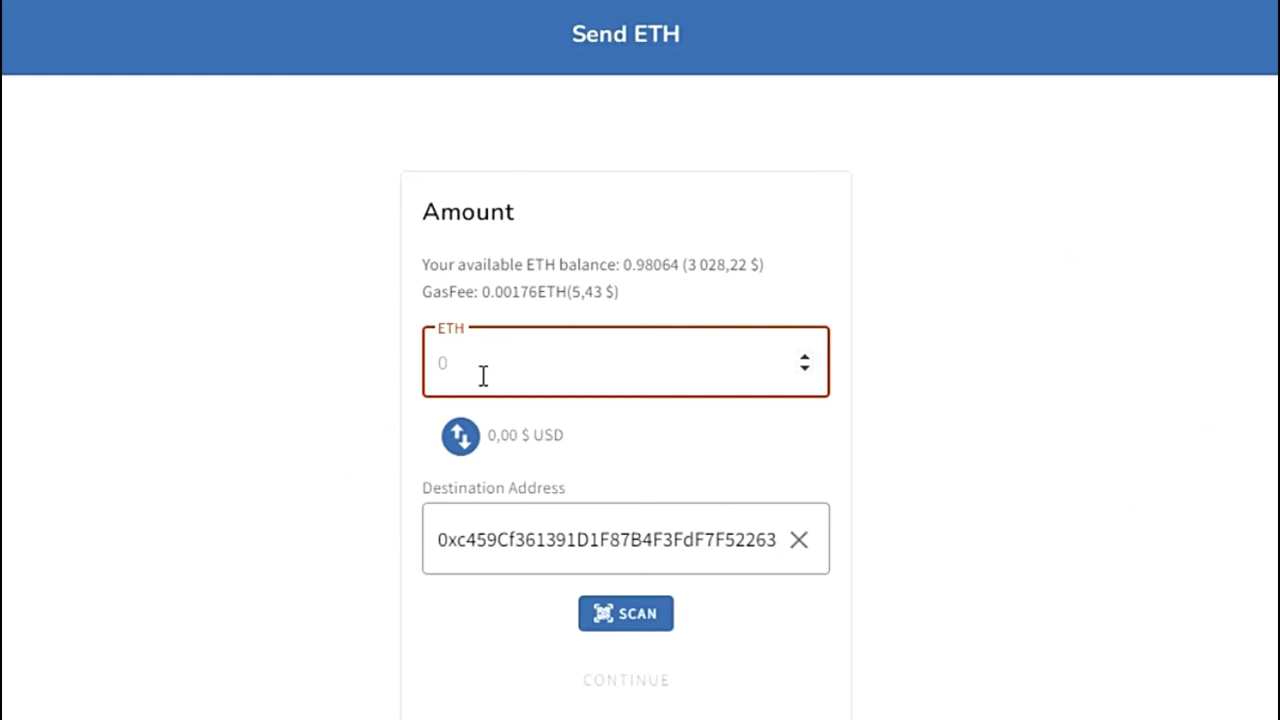 Send ETH
Amount
Your available ETH balance: 0.98064 (3 028,22 $)
GasFee: 0.00176ETH(5,43 $)
ETH
0
0,00 $ USD
Destination Address
0xc459Cf361391D1F87B4F3FdF7F52263
SCAN
CONTINUE